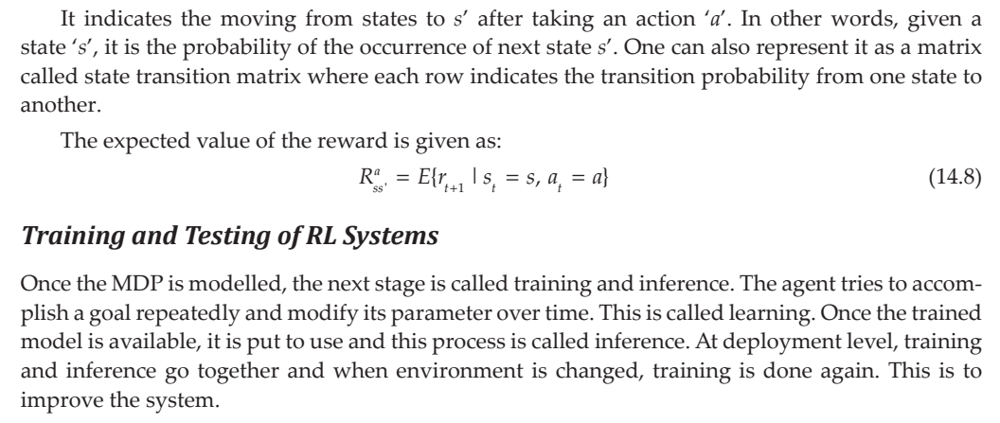 It indicates the moving from states to s′ after taking an action ‘a’. In other words, given a
state ‘s’, it is the probability of the occurrence of next state s′. One can also represent it as a matrix
called state transition matrix where each row indicates the transition probability from one state to
another.
The expected value of the reward is given as:
R^a_{ss'} = E{r_{t+1} | s_t = s, a_t = a} (14.8)
Training and Testing of RL Systems
Once the MDP is modelled, the next stage is called training and inference. The agent tries to accom-
plish a goal repeatedly and modify its parameter over time. This is called learning. Once the trained
model is available, it is put to use and this process is called inference. At deployment level, training
and inference go together and when environment is changed, training is done again. This is to
improve the system.